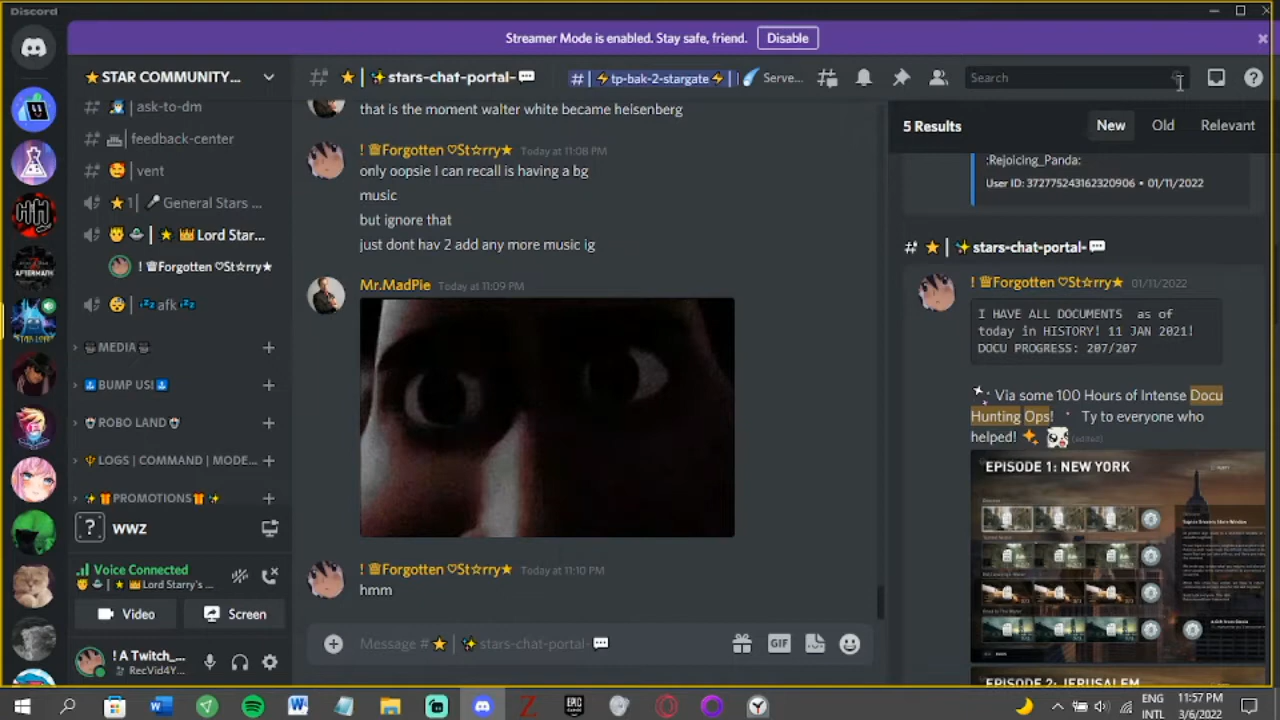 Discord
Streamer Mode is enabled. Stay safe, friend.
Disable
★STAR COMMUNITY...
ask-to-dm
feedback-center
vent
General Stars ...
Lord Star...
! ♕Forgotten ♡St☆rry★
💤afk💤
MEDIA
BUMP US!
ROBO LAND
LOGS | COMMAND | MODE...
✨🎁PROMOTIONS🎁✨
?
wwz
Voice Connected
Lord Starry's ...
Video
Screen
! A Twitch_...
RecVid4Y...
# ⭐ | ✨stars-chat-portal-💬
# | ⚡tp-bak-2-stargate⚡ |
Serve...
Search
that is the moment walter white became heisenberg
! ♕Forgotten ♡St☆rry★ Today at 11:08 PM
only oopsie I can recall is having a bg
music
but ignore that
just dont hav 2 add any more music ig
Mr.MadPie Today at 11:09 PM
! ♕Forgotten ♡St☆rry★ Today at 11:10 PM
hmm
Message #⭐ | ✨stars-chat-portal-💬
GIF
5 Results
New
Old
Relevant
:Rejoicing_Panda:
User ID: 372775243162320906 • 01/11/2022
# ⭐ | ✨stars-chat-portal-💬
! ♕Forgotten ♡St☆rry★ 01/11/2022
I HAVE ALL DOCUMENTS as of
today in HISTORY! 11 JAN 2021!
DOCU PROGRESS: 207/207
Via some 100 Hours of Intense Docu
Hunting Ops! Ty to everyone who
helped! ✨ (edited)
EPISODE 1: NEW YORK
EPISODE 2: JERUSALEM
EPIC
GAMES
ENG
INTL
11:57 PM
3/6/2022